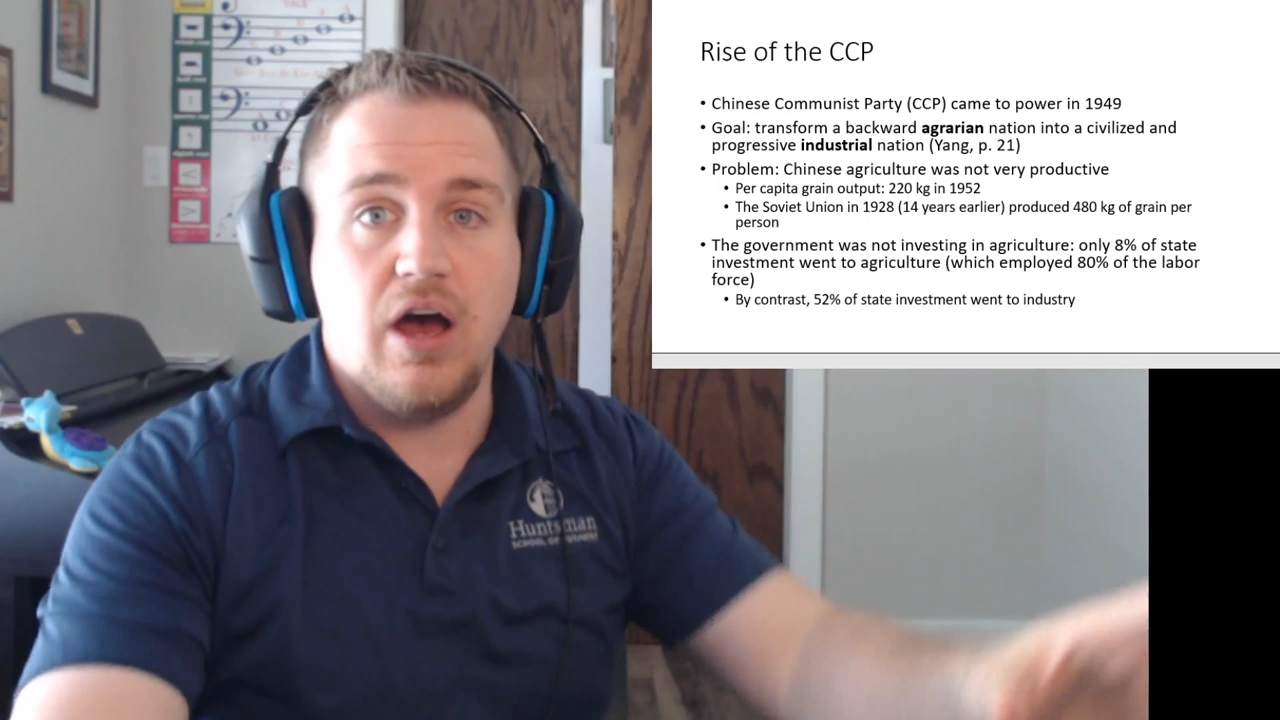 Rise of the CCP
• Chinese Communist Party (CCP) came to power in 1949
• Goal: transform a backward agrarian nation into a civilized and
progressive industrial nation (Yang, p. 21)
• Problem: Chinese agriculture was not very productive
• Per capita grain output: 220 kg in 1952
• The Soviet Union in 1928 (14 years earlier) produced 480 kg of grain per
person
• The government was not investing in agriculture: only 8% of state
investment went to agriculture (which employed 80% of the labor
force)
• By contrast, 52% of state investment went to industry
Huntsman
SCHOOL OF